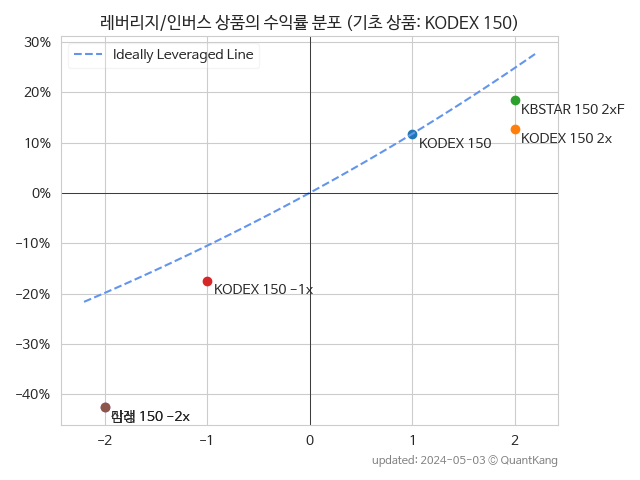 레버리지/인버스 상품의 수익률 분포 (기초 상품: KODEX 150)
30%
Ideally Leveraged Line
20%
KBSTAR 150 2xF
KODEX 150 2x
10%
KODEX 150
0%
-10%
KODEX 150 -1x
-20%
-30%
-40%
150 -2x
-2
-1
0
1
2
updated: 2024-05-03 © QuantKang